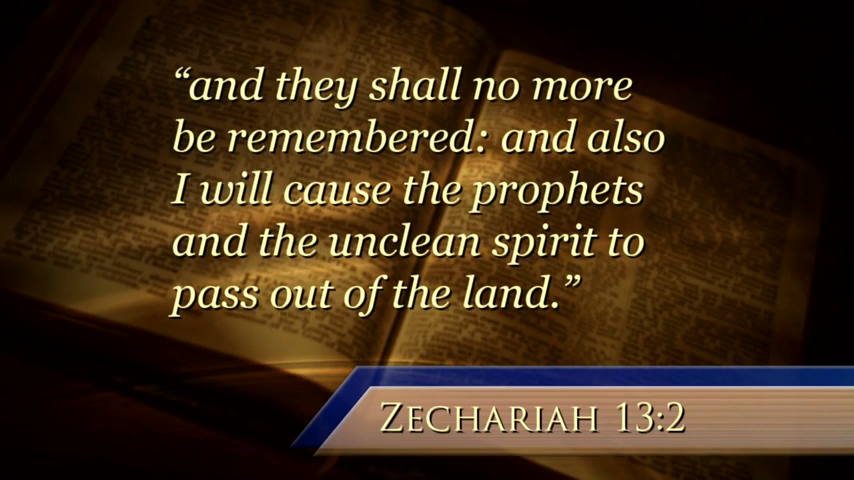 “and they shall no more
be remembered: and also
I will cause the prophets
and the unclean spirit to
pass out of the land.”
Zechariah 13:2